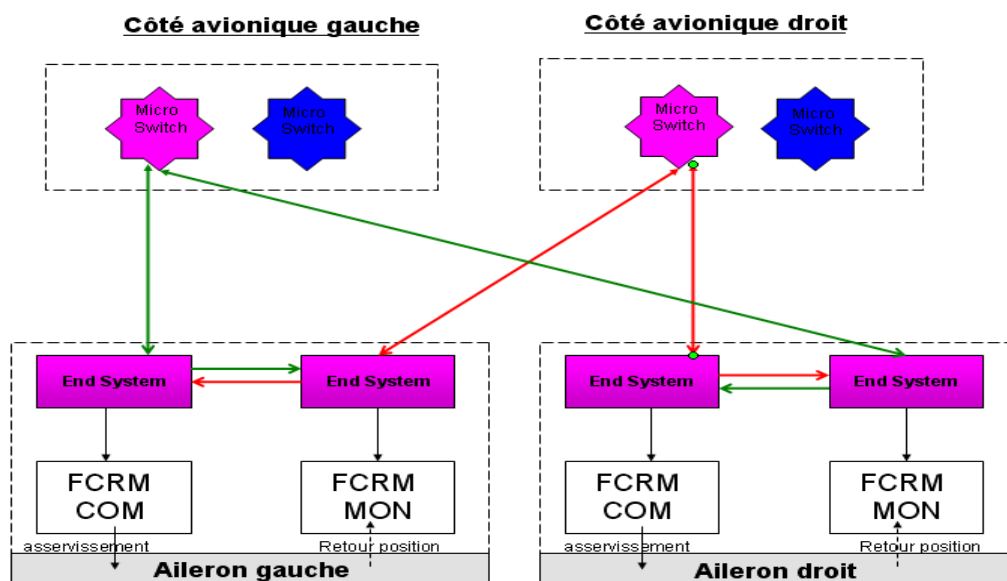 Côté avionique gauche
Côté avionique droit
Micro
Switch
Micro
Switch
Micro
Switch
Micro
Switch
End System
End System
End System
End System
FCRM
COM
FCRM
MON
FCRM
COM
FCRM
MON
asservissement
Retour position
asservissement
Retour position
Aileron gauche
Aileron droit